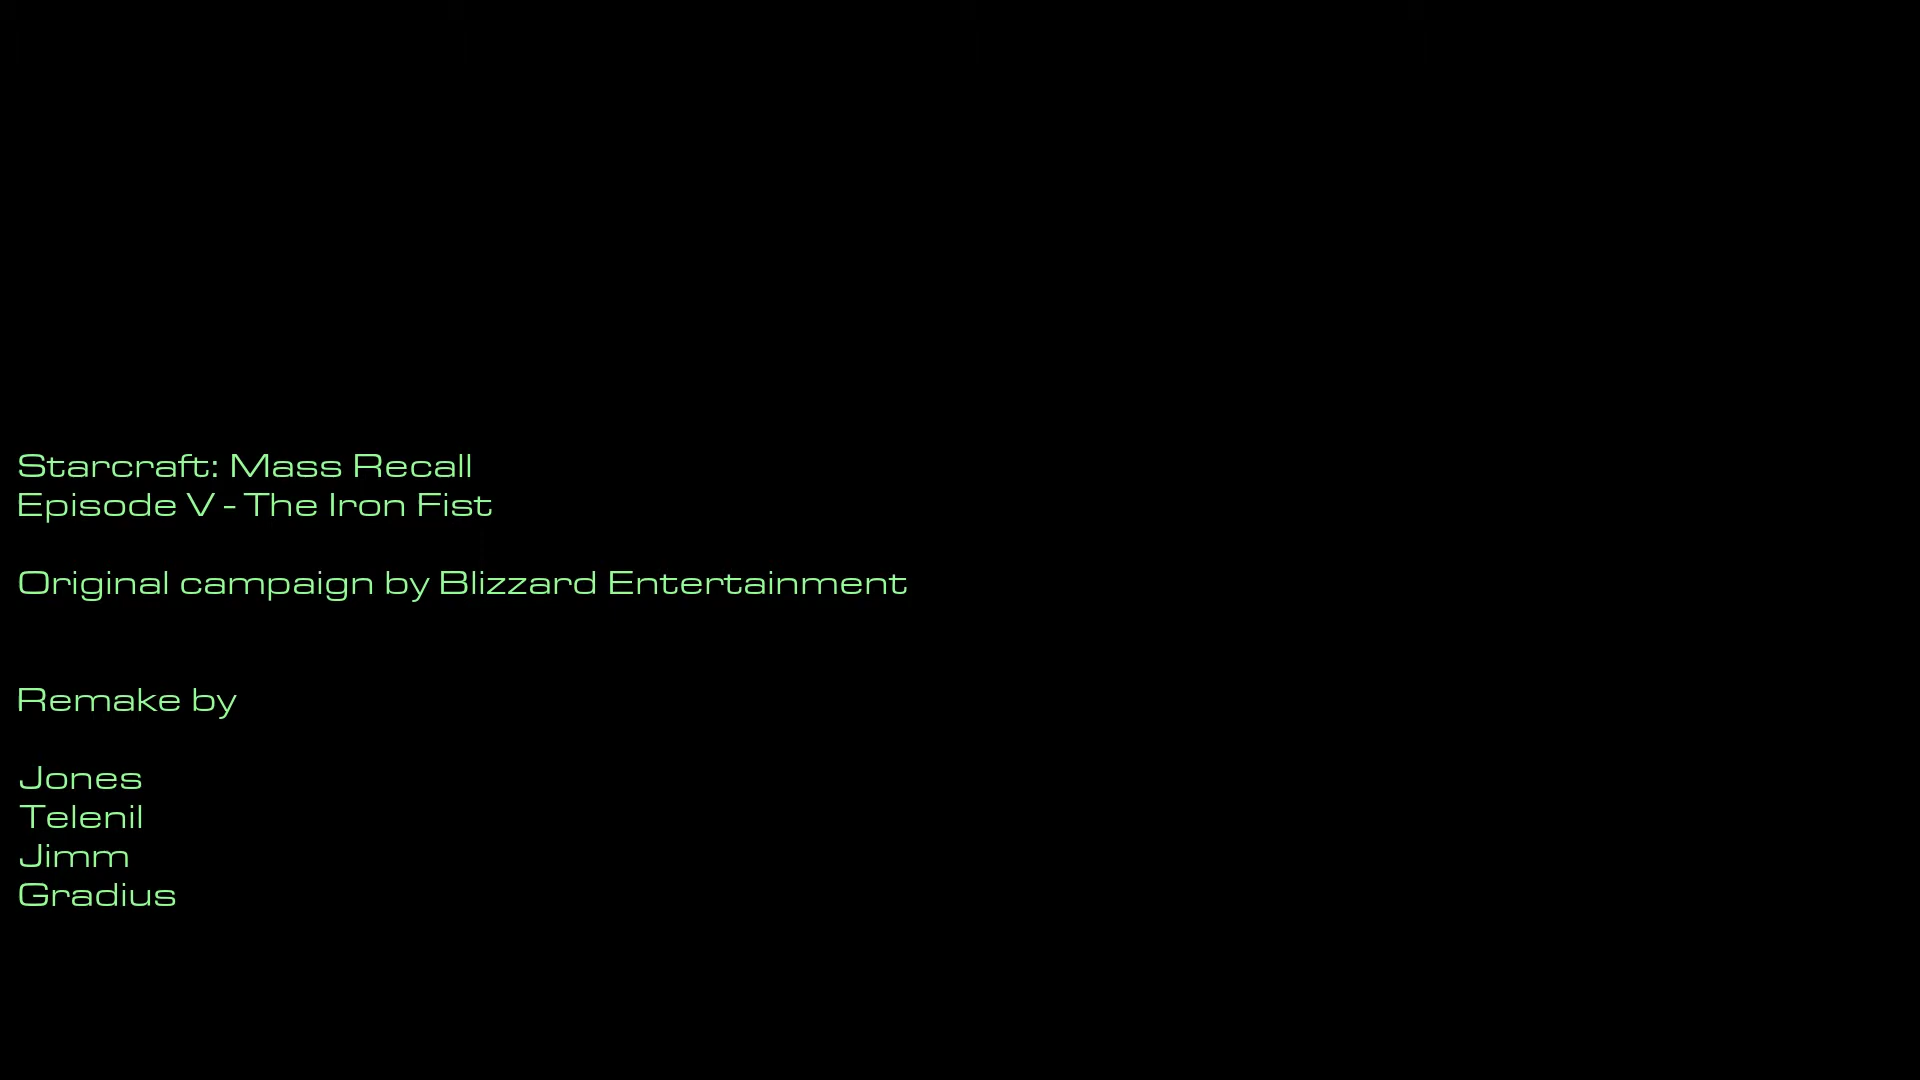 Starcraft: Mass Recall
Episode V - The Iron Fist
Original campaign by Blizzard Entertainment
Remake by
Jones
Telenil
Jimm
Gradius